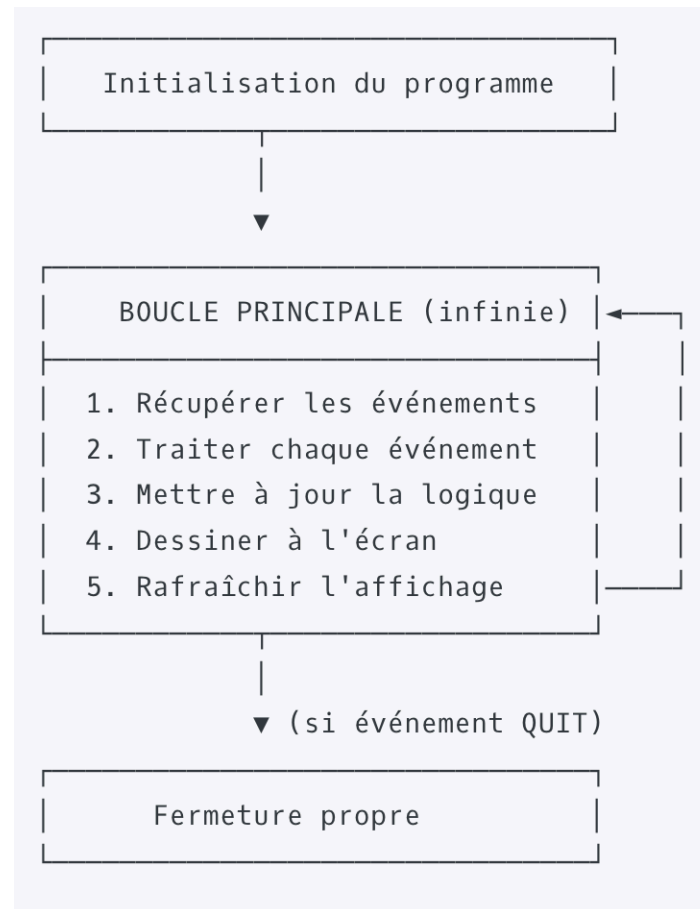 Initialisation du programme
BOUCLE PRINCIPALE (infinie)
1. Récupérer les événements
2. Traiter chaque événement
3. Mettre à jour la logique
4. Dessiner à l'écran
5. Rafraîchir l'affichage
(si événement QUIT)
Fermeture propre